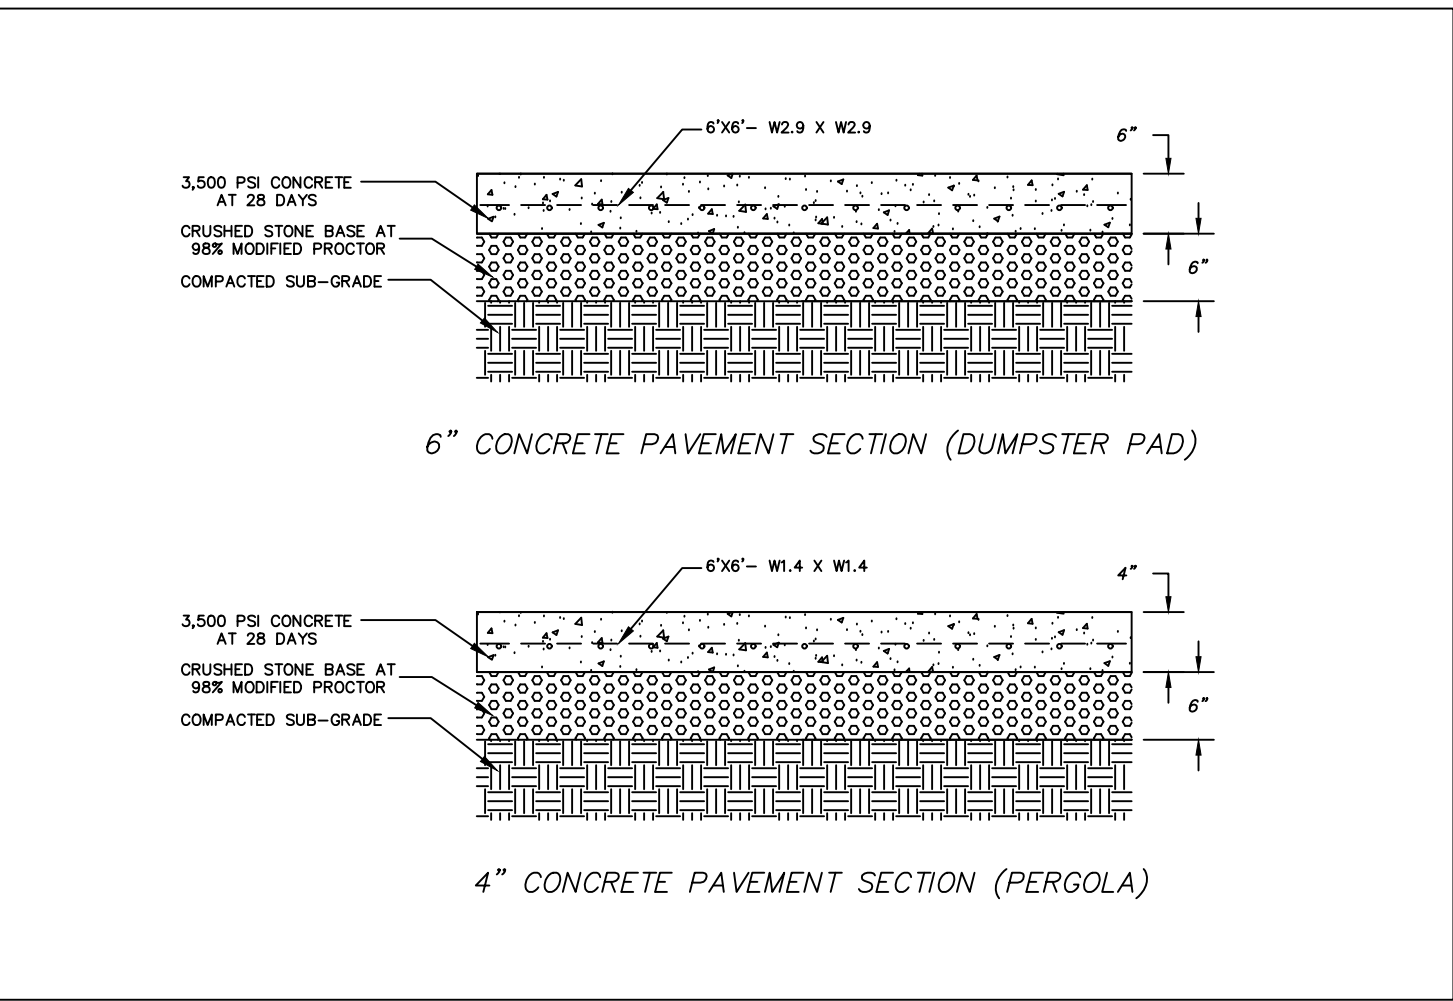 6'X6'- W2.9 X W2.9
6”
3,500 PSI CONCRETE
AT 28 DAYS
CRUSHED STONE BASE AT
98% MODIFIED PROCTOR
COMPACTED SUB-GRADE
6”
6” CONCRETE PAVEMENT SECTION (DUMPSTER PAD)
6'X6'- W1.4 X W1.4
4”
3,500 PSI CONCRETE
AT 28 DAYS
CRUSHED STONE BASE AT
98% MODIFIED PROCTOR
COMPACTED SUB-GRADE
6”
4” CONCRETE PAVEMENT SECTION (PERGOLA)